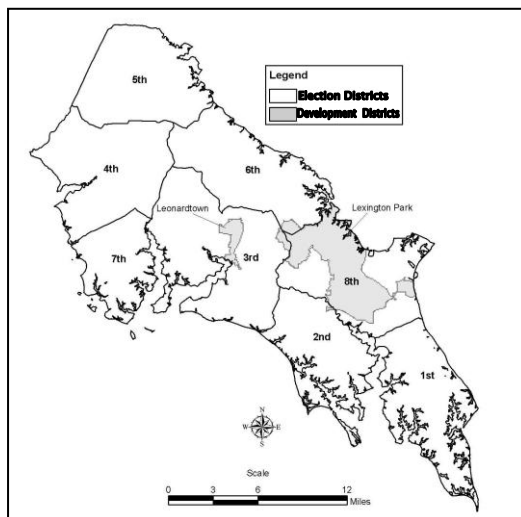 5th
Legend
Election Districts
Development Districts
4th
6th
Leonardtown
Lexington Park
7th
3rd
8th
2nd
1st
N
W E
S
Scale
0 3 6 12
Miles